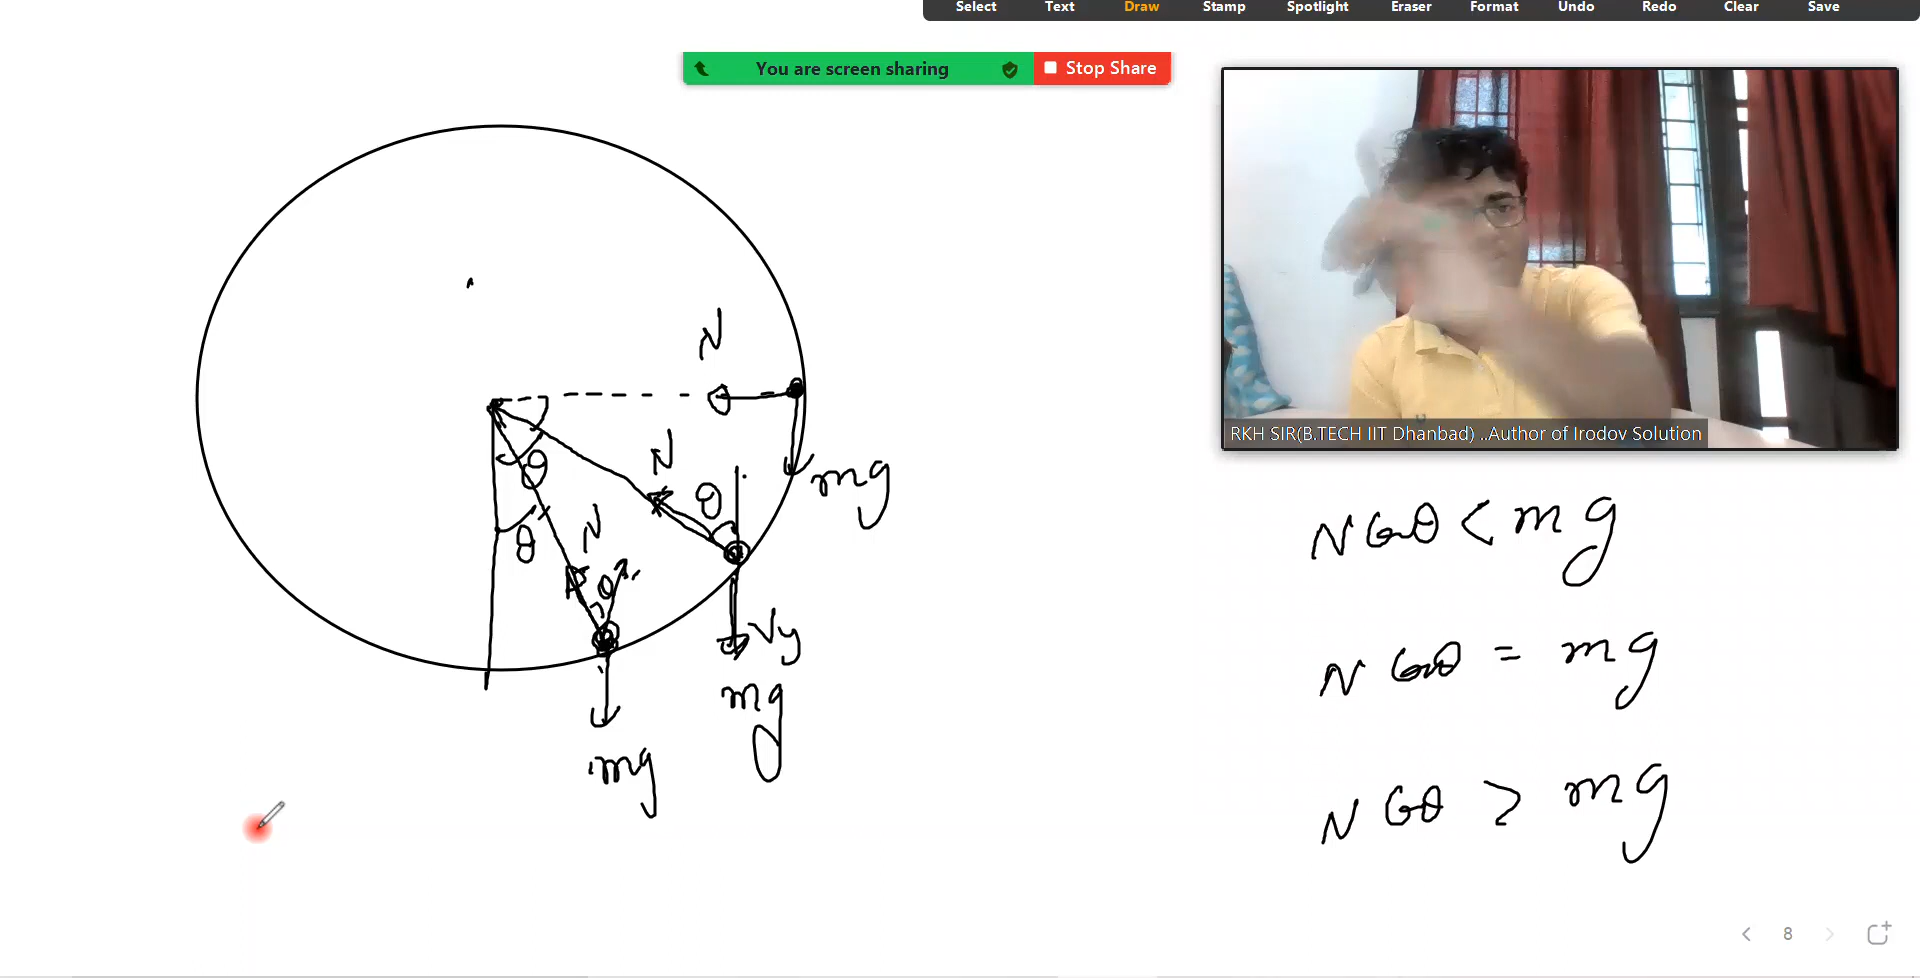 Select Text Draw Stamp Spotlight Eraser Format Undo Redo Clear Save
You are screen sharing Stop Share
N
N
θ
mg
θ
N
θ
θ
Vy
mg
mg
RKH SIR(B.TECH IIT Dhanbad) ..Author of Irodov Solution
N Cosθ < mg
N Cosθ = mg
N Cosθ > mg
8